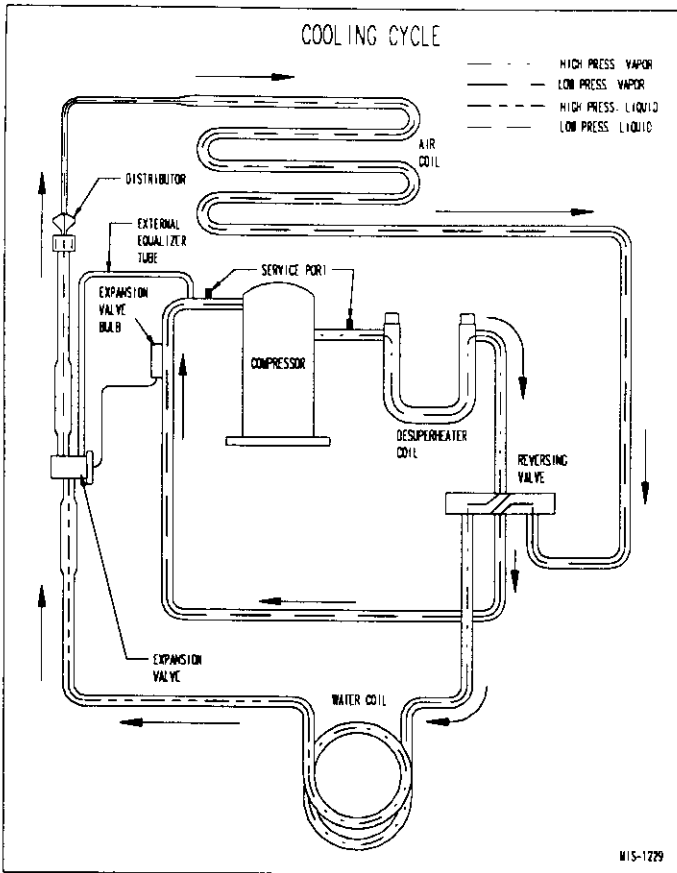 COOLING CYCLE
HIGH PRESS. VAPOR
LOW PRESS. VAPOR
HIGH PRESS. LIQUID
LOW PRESS. LIQUID
AIR
COIL
DISTRIBUTOR
EXTERNAL
EQUALIZER
TUBE
SERVICE PORT
EXPANSION
VALVE
BULB
COMPRESSOR
DESUPERHEATER
COIL
REVERSING
VALVE
EXPANSION
VALVE
WATER COIL
MIS-1229